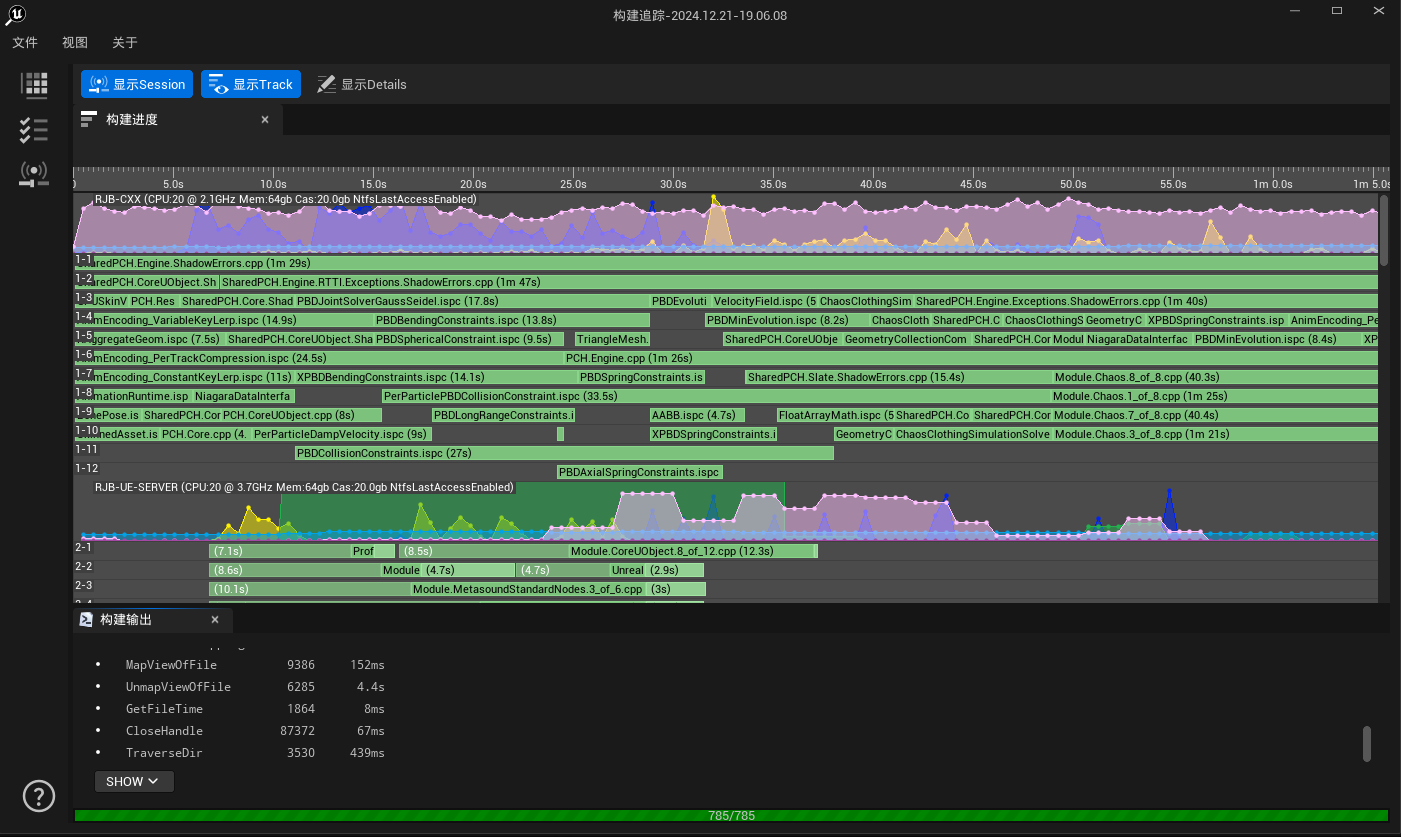 构建追踪-2024.12.21-19.06.08
文件 视图 关于
显示Session 显示Track 显示Details
构建进度 ×
5.0s 10.0s 15.0s 20.0s 25.0s 30.0s 35.0s 40.0s 45.0s 50.0s 55.0s 1m 0.0s 1m 5.0s
RJB-CXX (CPU:20 @ 2.1GHz Mem:64gb Cas:20.0gb NtfsLastAccessEnabled)
1-1 aredPCH.Engine.ShadowErrors.cpp (1m 29s)
1-2 aredPCH.CoreUObject.Sh SharedPCH.Engine.RTTI.Exceptions.ShadowErrors.cpp (1m 47s)
1-3 JSkinV PCH.Res SharedPCH.Core.Shad PBDJointSolverGaussSeidel.ispc (17.8s) PBDEvoluti VelocityField.ispc (5 ChaosClothingSim SharedPCH.Engine.Exceptions.ShadowErrors.cpp (1m 40s)
1-4 mEncoding_VariableKeyLerp.ispc (14.9s) PBDBendingConstraints.ispc (13.8s) PBDMinEvolution.ispc (8.2s) ChaosCloth SharedPCH.C ChaosClothingS GeometryC XPBDSpringConstraints.isp AnimEncoding_Pe
1-5 ggregateGeom.ispc (7.5s) SharedPCH.CoreUObject.Sha PBDSphericalConstraint.ispc (9.5s) TriangleMesh. SharedPCH.CoreUObje GeometryCollectionCom SharedPCH.Cor Modul NiagaraDataInterfac PBDMinEvolution.ispc (8.4s) XP
1-6 mEncoding_PerTrackCompression.ispc (24.5s) PCH.Engine.cpp (1m 26s)
1-7 mEncoding_ConstantKeyLerp.ispc (11s) XPBDBendingConstraints.ispc (14.1s) PBDSpringConstraints.is SharedPCH.Slate.ShadowErrors.cpp (15.4s) Module.Chaos.8_of_8.cpp (40.3s)
1-8 mationRuntime.isp NiagaraDataInterfa PerParticlePBDCollisionConstraint.ispc (33.5s) Module.Chaos.1_of_8.cpp (1m 25s)
1-9 ePose.is SharedPCH.Cor PCH.CoreUObject.cpp (8s) PBDLongRangeConstraints.i AABB.ispc (4.7s) FloatArrayMath.ispc (5 SharedPCH.Co SharedPCH.Cor Module.Chaos.7_of_8.cpp (40.4s)
1-10 nedAsset.is PCH.Core.cpp (4. PerParticleDampVelocity.ispc (9s) XPBDSpringConstraints.i GeometryC ChaosClothingSimulationSolve Module.Chaos.3_of_8.cpp (1m 21s)
1-11 PBDCollisionConstraints.ispc (27s)
1-12 PBDAxialSpringConstraints.ispc
RJB-UE-SERVER (CPU:20 @ 3.7GHz Mem:64gb Cas:20.0gb NtfsLastAccessEnabled)
2-1 (7.1s) Prof (8.5s) Module.CoreUObject.8_of_12.cpp (12.3s)
2-2 (8.6s) Module (4.7s) (4.7s) Unreal (2.9s)
2-3 (10.1s) Module.MetasoundStandardNodes.3_of_6.cpp (3s)
构建输出 ×
• MapViewOfFile 9386 152ms
• UnmapViewOfFile 6285 4.4s
• GetFileTime 1864 8ms
• CloseHandle 87372 67ms
• TraverseDir 3530 439ms
SHOW
785/785